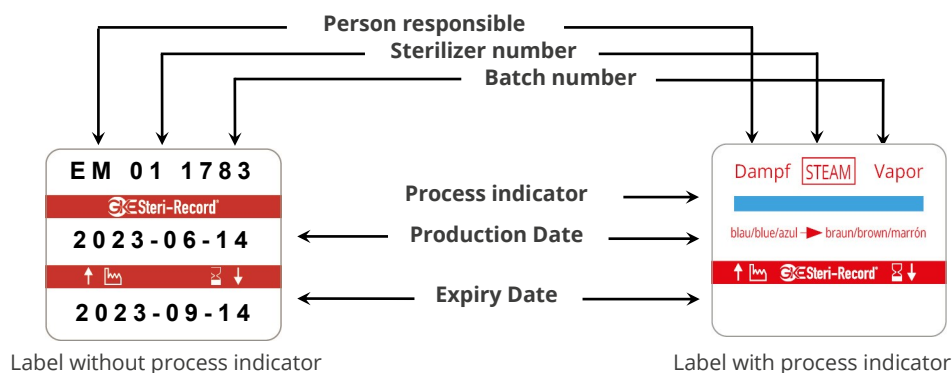 Person responsible
Sterilizer number
Batch number
EM 01 1783
GKE Steri-Record®
2023-06-14
2023-09-14
Label without process indicator
Process indicator
Production Date
Expiry Date
Dampf STEAM Vapor
blau/blue/azul braun/brown/marrón
GKE Steri-Record®
Label with process indicator